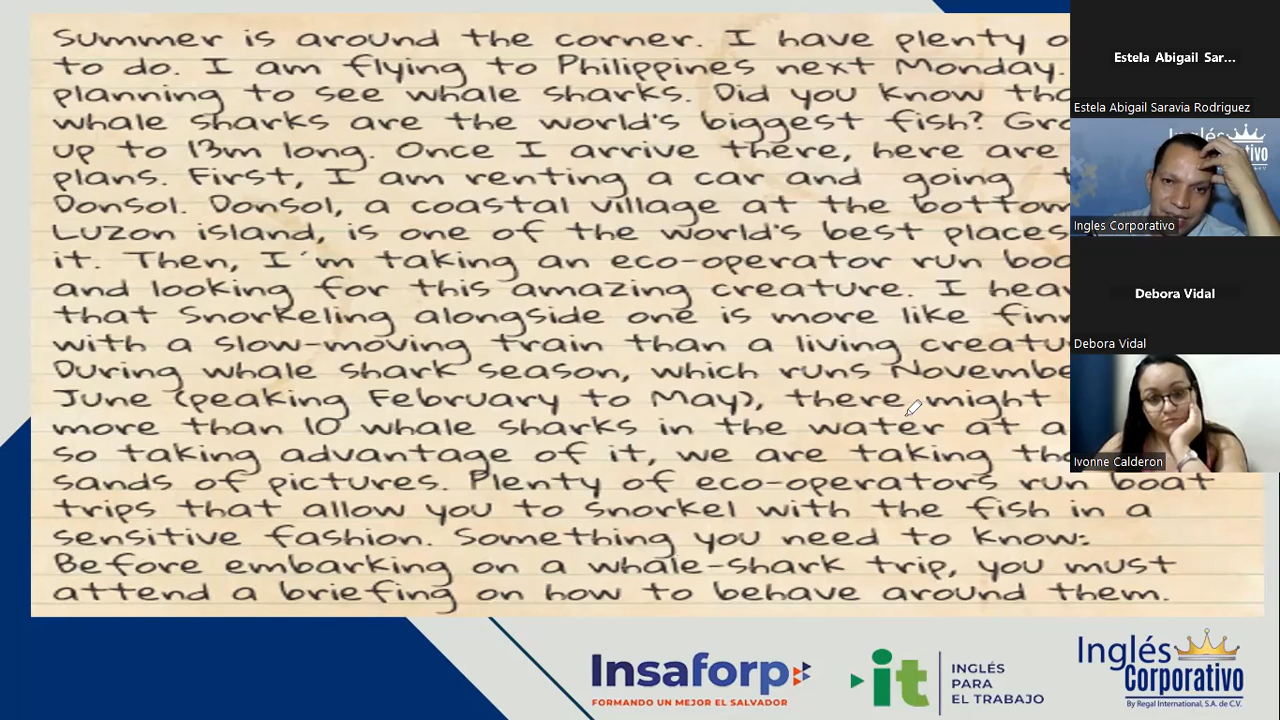 Summer is around the corner. I have plenty
to do. I am flying to Philippines next Monday.
planning to see whale sharks. Did you know
whale sharks are the world's biggest fish?
up to 13m long. Once I arrive there, here are
plans. First, I am renting a car and going
Donsol. Donsol, a coastal village at the
Luzon island, is one of the world's best places
it. Then, I'm taking an eco-operator run
and looking for this amazing creature. I
that snorkeling alongside one is more like
with a slow-moving train than a living
During whale shark season, which runs
June (peaking February to May), there might
more than 10 whale sharks in the water at a
so taking advantage of it, we are taking
sands of pictures. Plenty of eco-operators run boat
trips that allow you to snorkel with the fish in a
sensitive fashion. Something you need to know:
Before embarking on a whale-shark trip, you must
attend a briefing on how to behave around them.
Estela Abigail Sar...
Estela Abigail Saravia Rodriguez
Inglés
Ingles Corporativo
Debora Vidal
Debora Vidal
Ivonne Calderon
Insaforp
FORMANDO UN MEJOR EL SALVADOR
it
INGLÉS
PARA
EL TRABAJO
Inglés
Corporativo
By Regal International, S.A. de C.V.